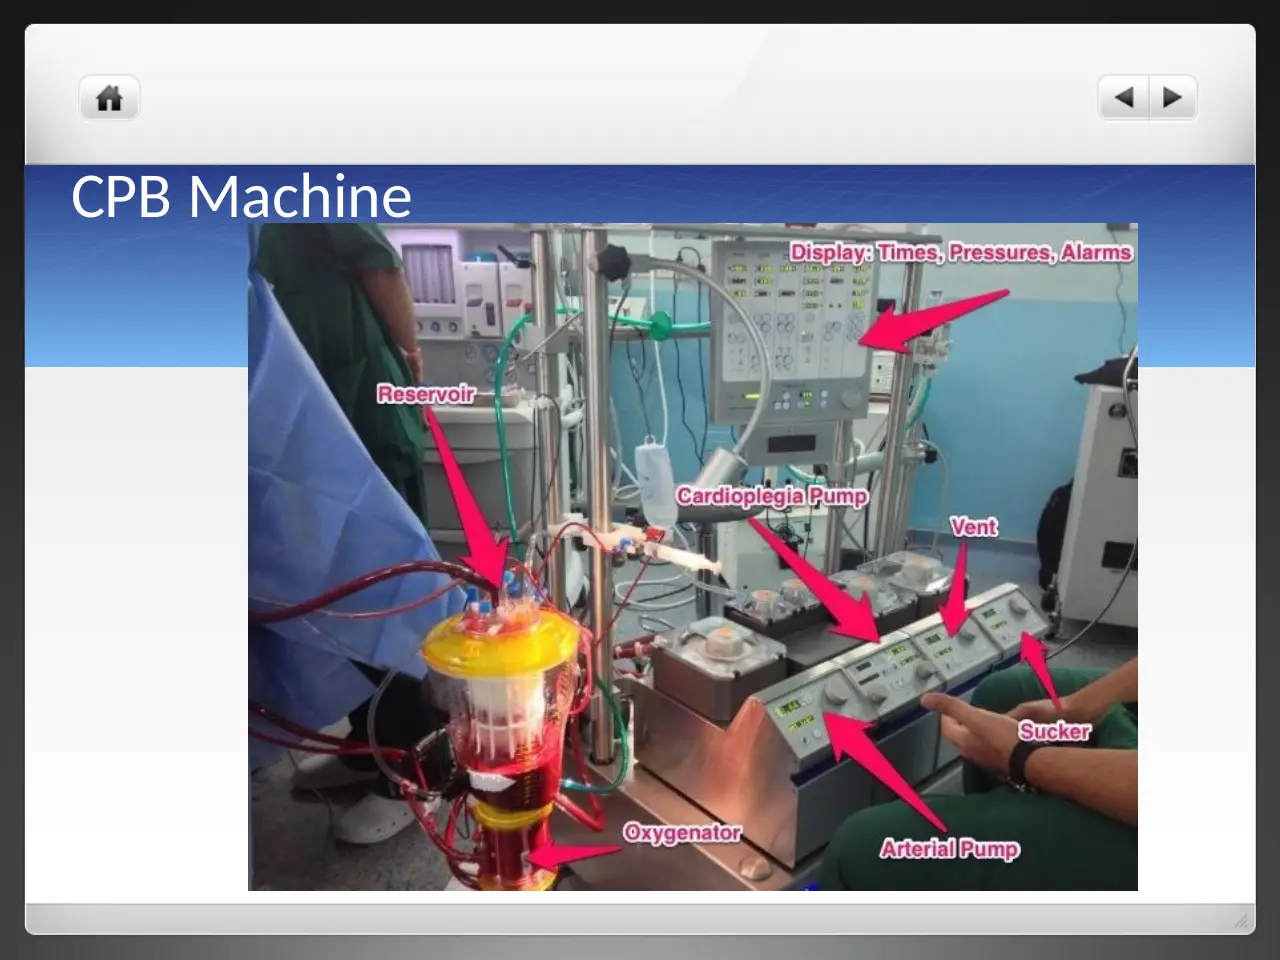 CPB Machine
Display: Times, Pressures, Alarms
Reservoir
Cardioplegia Pump
Vent
Sucker
Oxygenator
Arterial Pump